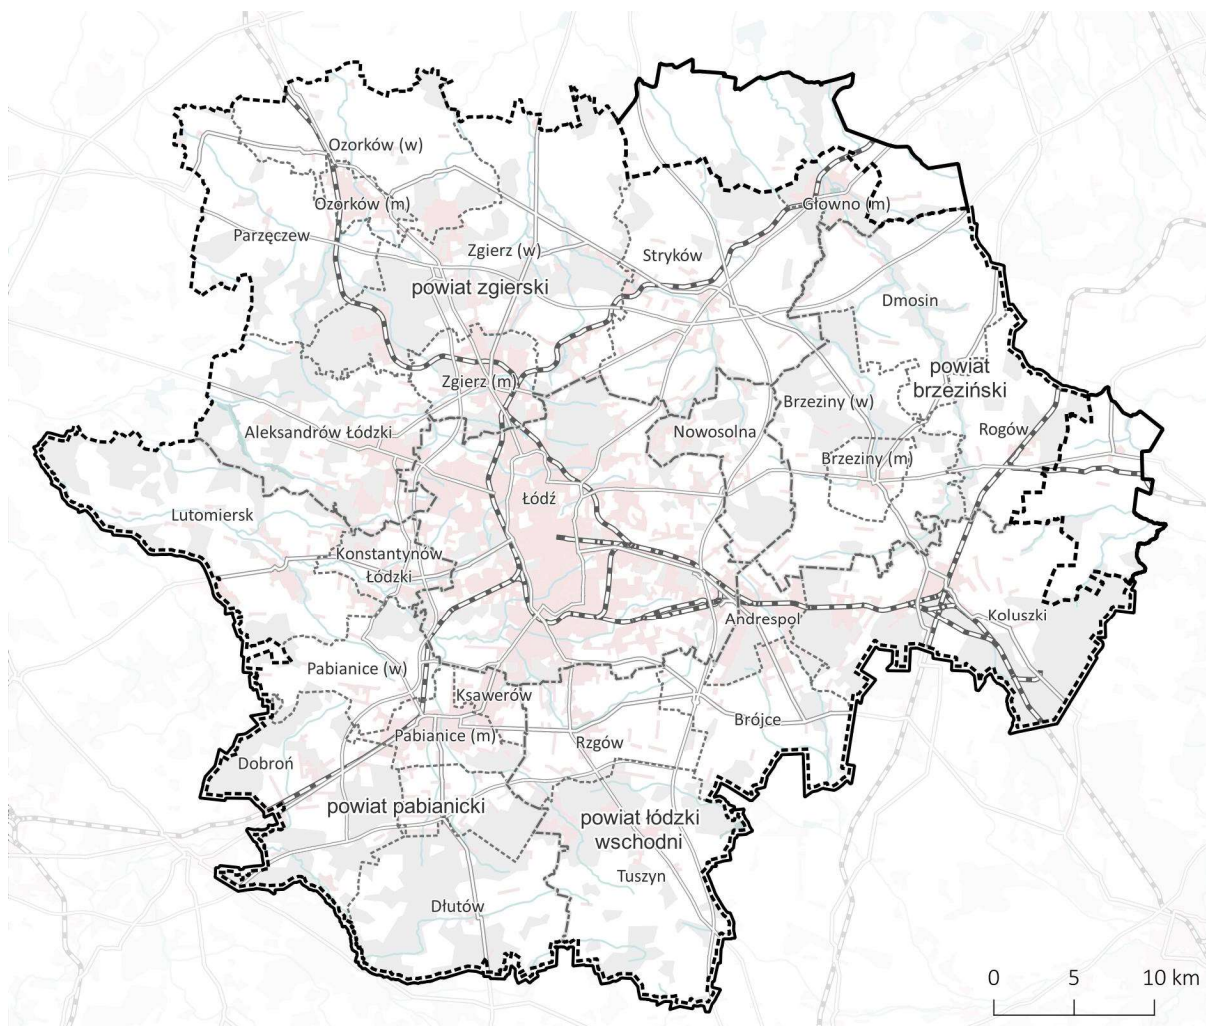 Ozorków (w)
Ozorków (m)
Głowno (m)
Parzęczew
Zgierz (w)
Stryków
powiat zgierski
Dmosin
powiat
brzeziński
Zgierz (m)
Brzeziny (w)
Aleksandrów Łódzki
Nowosolna
Rogów
Brzeziny (m)
Łódź
Lutomiersk
Konstantynów
Łódzki
Andrespol
Koluszki
Pabianice (w)
Ksawerów
Brójce
Pabianice (m)
Rzgów
Dobroń
powiat pabianicki
powiat łódzki
wschodni
Tuszyn
Dłutów
0 5 10 km